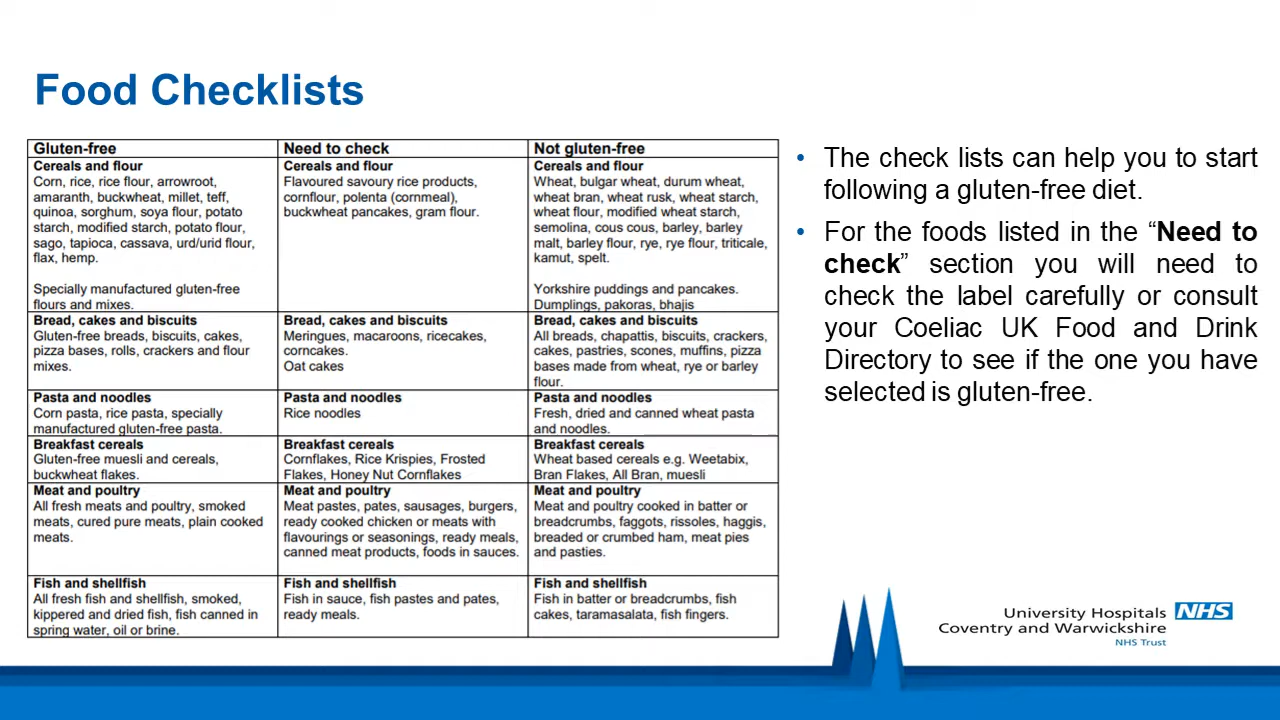 Food Checklists
Gluten-free
Cereals and flour
Corn, rice, rice flour, arrowroot,
amaranth, buckwheat, millet, teff,
quinoa, sorghum, soya flour, potato
starch, modified starch, potato flour,
sago, tapioca, cassava, urd/urid flour,
flax, hemp.
Specially manufactured gluten-free
flours and mixes.
Need to check
Cereals and flour
Flavoured savoury rice products,
cornflour, polenta (cornmeal),
buckwheat pancakes, gram flour.
Not gluten-free
Cereals and flour
Wheat, bulgar wheat, durum wheat,
wheat bran, wheat rusk, wheat starch,
wheat flour, modified wheat starch,
semolina, cous cous, barley, barley
malt, barley flour, rye, rye flour, triticale,
kamut, spelt.
Yorkshire puddings and pancakes.
Dumplings, pakoras, bhajis
Bread, cakes and biscuits
Gluten-free breads, biscuits, cakes,
pizza bases, rolls, crackers and flour
mixes.
Bread, cakes and biscuits
Meringues, macaroons, ricecakes,
corncakes.
Oat cakes
Bread, cakes and biscuits
All breads, chapattis, biscuits, crackers,
cakes, pastries, scones, muffins, pizza
bases made from wheat, rye or barley
flour.
Pasta and noodles
Corn pasta, rice pasta, specially
manufactured gluten-free pasta.
Pasta and noodles
Rice noodles
Pasta and noodles
Fresh, dried and canned wheat pasta
and noodles.
Breakfast cereals
Gluten-free muesli and cereals,
buckwheat flakes.
Breakfast cereals
Cornflakes, Rice Krispies, Frosted
Flakes, Honey Nut Cornflakes
Breakfast cereals
Wheat based cereals e.g. Weetabix,
Bran Flakes, All Bran, muesli
Meat and poultry
All fresh meats and poultry, smoked
meats, cured pure meats, plain cooked
meats.
Meat and poultry
Meat pastes, pates, sausages, burgers,
ready cooked chicken or meats with
flavourings or seasonings, ready meals,
canned meat products, foods in sauces.
Meat and poultry
Meat and poultry cooked in batter or
breadcrumbs, faggots, rissoles, haggis,
breaded or crumbed ham, meat pies
and pasties.
Fish and shellfish
All fresh fish and shellfish, smoked,
kippered and dried fish, fish canned in
spring water, oil or brine.
Fish and shellfish
Fish in sauce, fish pastes and pates,
ready meals.
Fish and shellfish
Fish in batter or breadcrumbs, fish
cakes, taramasalata, fish fingers.
• The check lists can help you to start
following a gluten-free diet.
• For the foods listed in the “Need to
check” section you will need to
check the label carefully or consult
your Coeliac UK Food and Drink
Directory to see if the one you have
selected is gluten-free.
University Hospitals NHS
Coventry and Warwickshire
NHS Trust